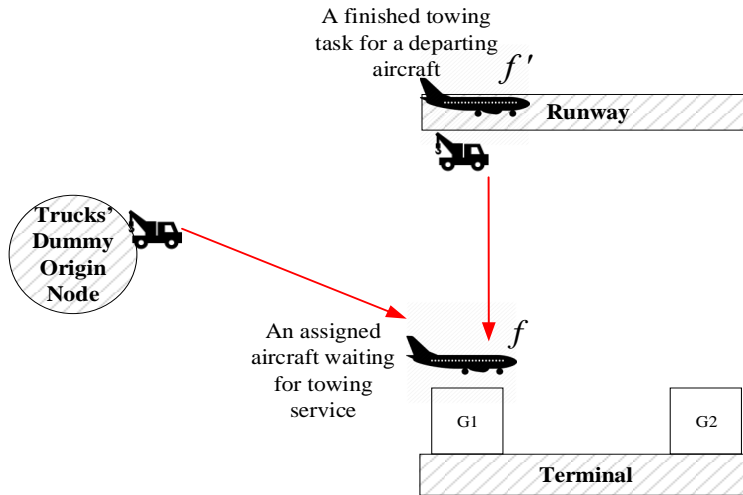 A finished towing
task for a departing
aircraft
f'
Runway
Trucks'
Dummy
Origin
Node
An assigned
aircraft waiting
for towing
service
f
G1
G2
Terminal